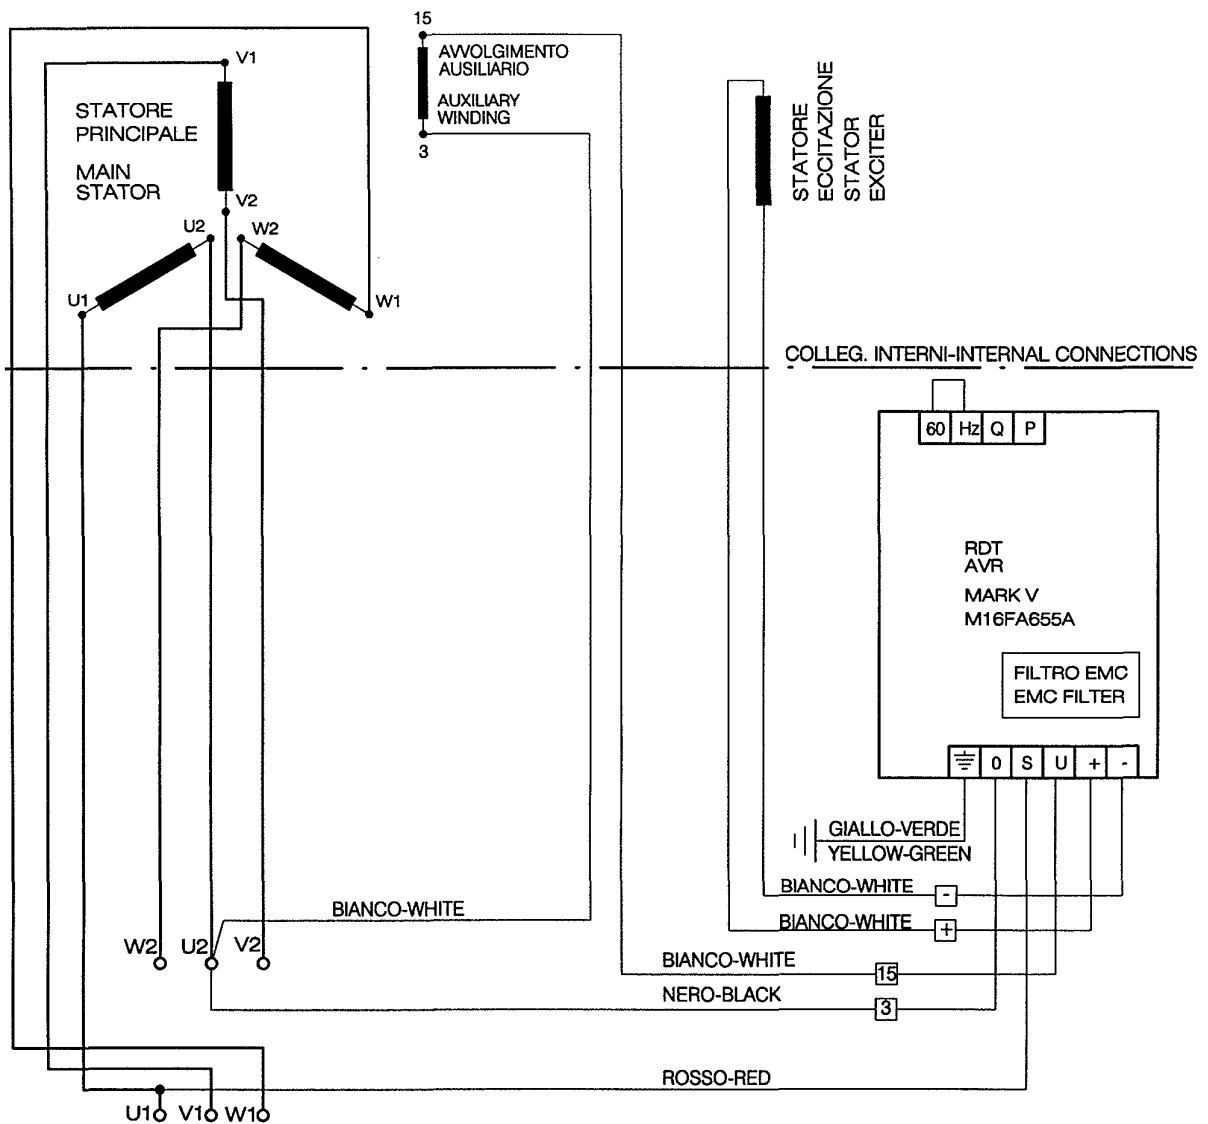 15
V1
AVVOLGIMENTO
AUSILIARIO
AUXILIARY
WINDING
3
STATORE
PRINCIPALE
MAIN
STATOR
V2
U2
W2
U1
W1
STATORE
ECCITAZIONE
STATOR
EXCITER
COLLEG. INTERNI-INTERNAL CONNECTIONS
60 Hz Q P
RDT
AVR
MARK V
M16FA655A
FILTRO EMC
EMC FILTER
0 S U + -
GIALLO-VERDE
YELLOW-GREEN
BIANCO-WHITE -
BIANCO-WHITE +
BIANCO-WHITE
W2 U2 V2
BIANCO-WHITE 15
NERO-BLACK 3
ROSSO-RED
U1 V1 W1